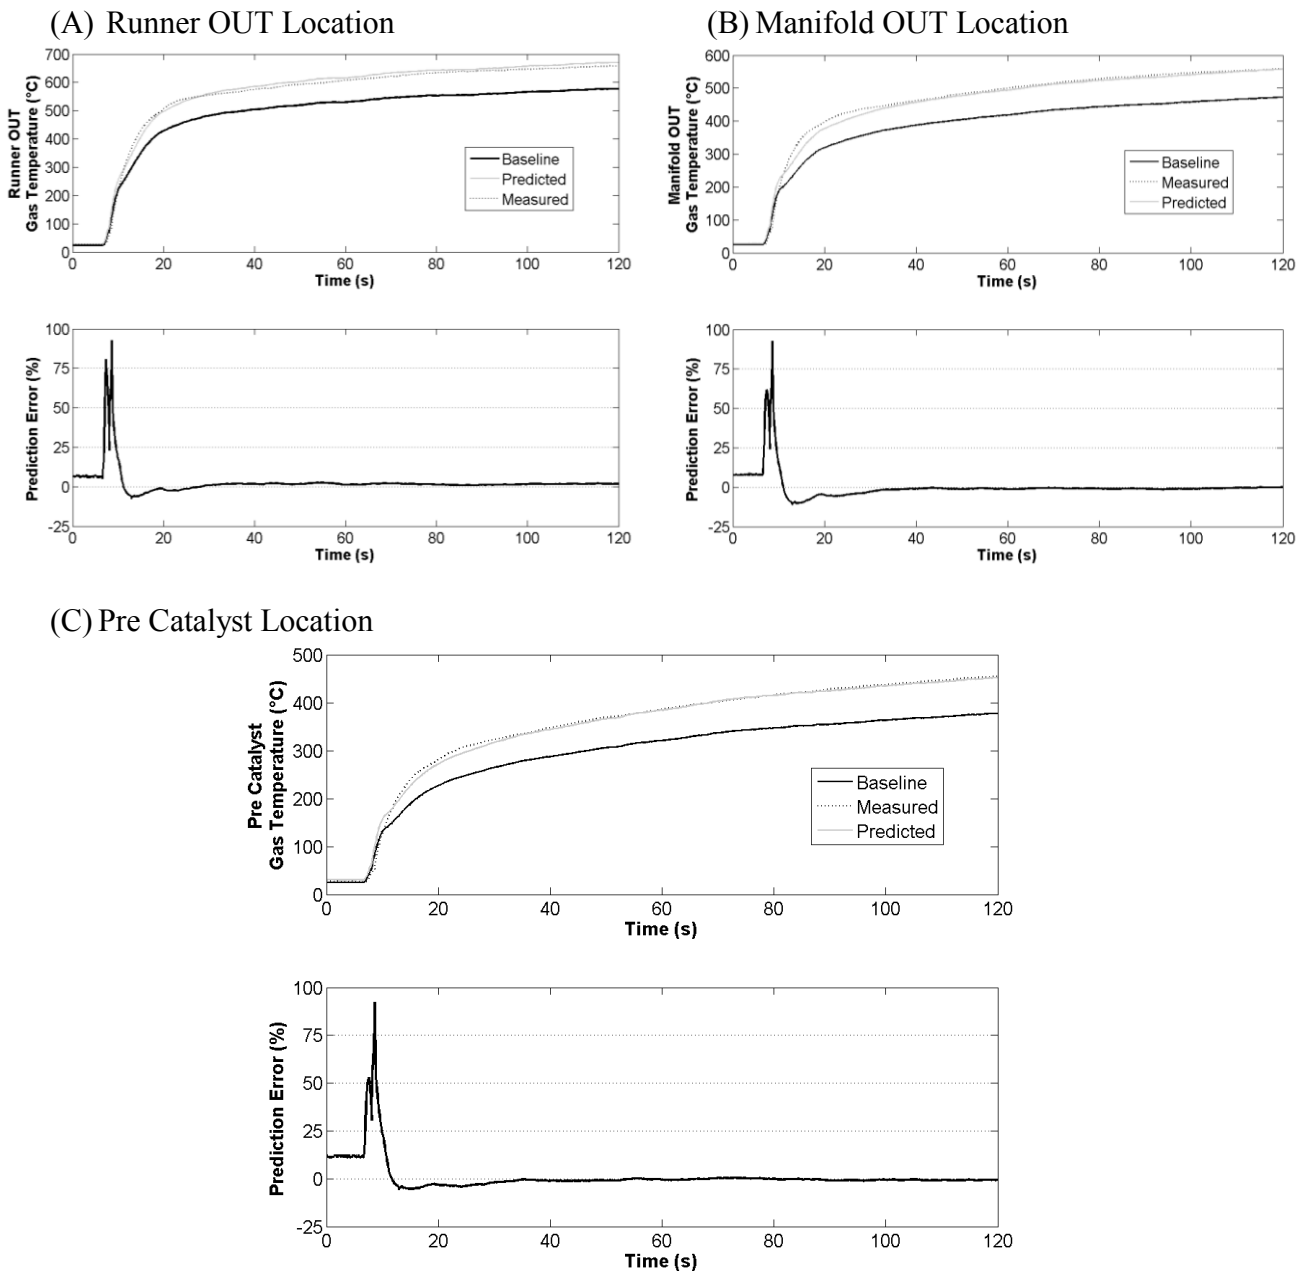 (A) Runner OUT Location
Runner OUT
Gas Temperature (°C)
700
600
500
400
300
200
100
0
Baseline
Predicted
Measured
0 20 40 60 80 100 120
Time (s)
Prediction Error (%)
100
75
50
25
0
-25
0 20 40 60 80 100 120
Time (s)
(B) Manifold OUT Location
Manifold OUT
Gas Temperature (°C)
600
500
400
300
200
100
0
Baseline
Measured
Predicted
0 20 40 60 80 100 120
Time (s)
Prediction Error (%)
100
75
50
25
0
-25
0 20 40 60 80 100 120
Time (s)
(C) Pre Catalyst Location
Pre Catalyst
Gas Temperature (°C)
500
400
300
200
100
0
Baseline
Measured
Predicted
0 20 40 60 80 100 120
Time (s)
Prediction Error (%)
100
75
50
25
0
-25
0 20 40 60 80 100 120
Time (s)